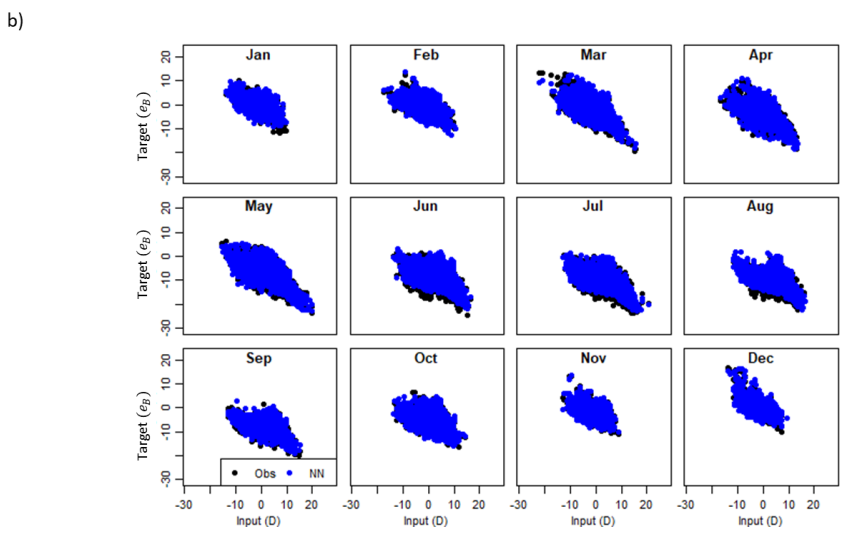 b)
Jan Feb Mar Apr
Target (e_B) 20 10 0 -10 -30
May Jun Jul Aug
Target (e_B) 20 10 0 -10 -30
Sep Oct Nov Dec
Target (e_B) 20 10 0 -10 -30
Obs NN
-30 -10 0 10 20 -30 -10 0 10 20 -30 -10 0 10 20 -30 -10 0 10 20
Input (D) Input (D) Input (D) Input (D)